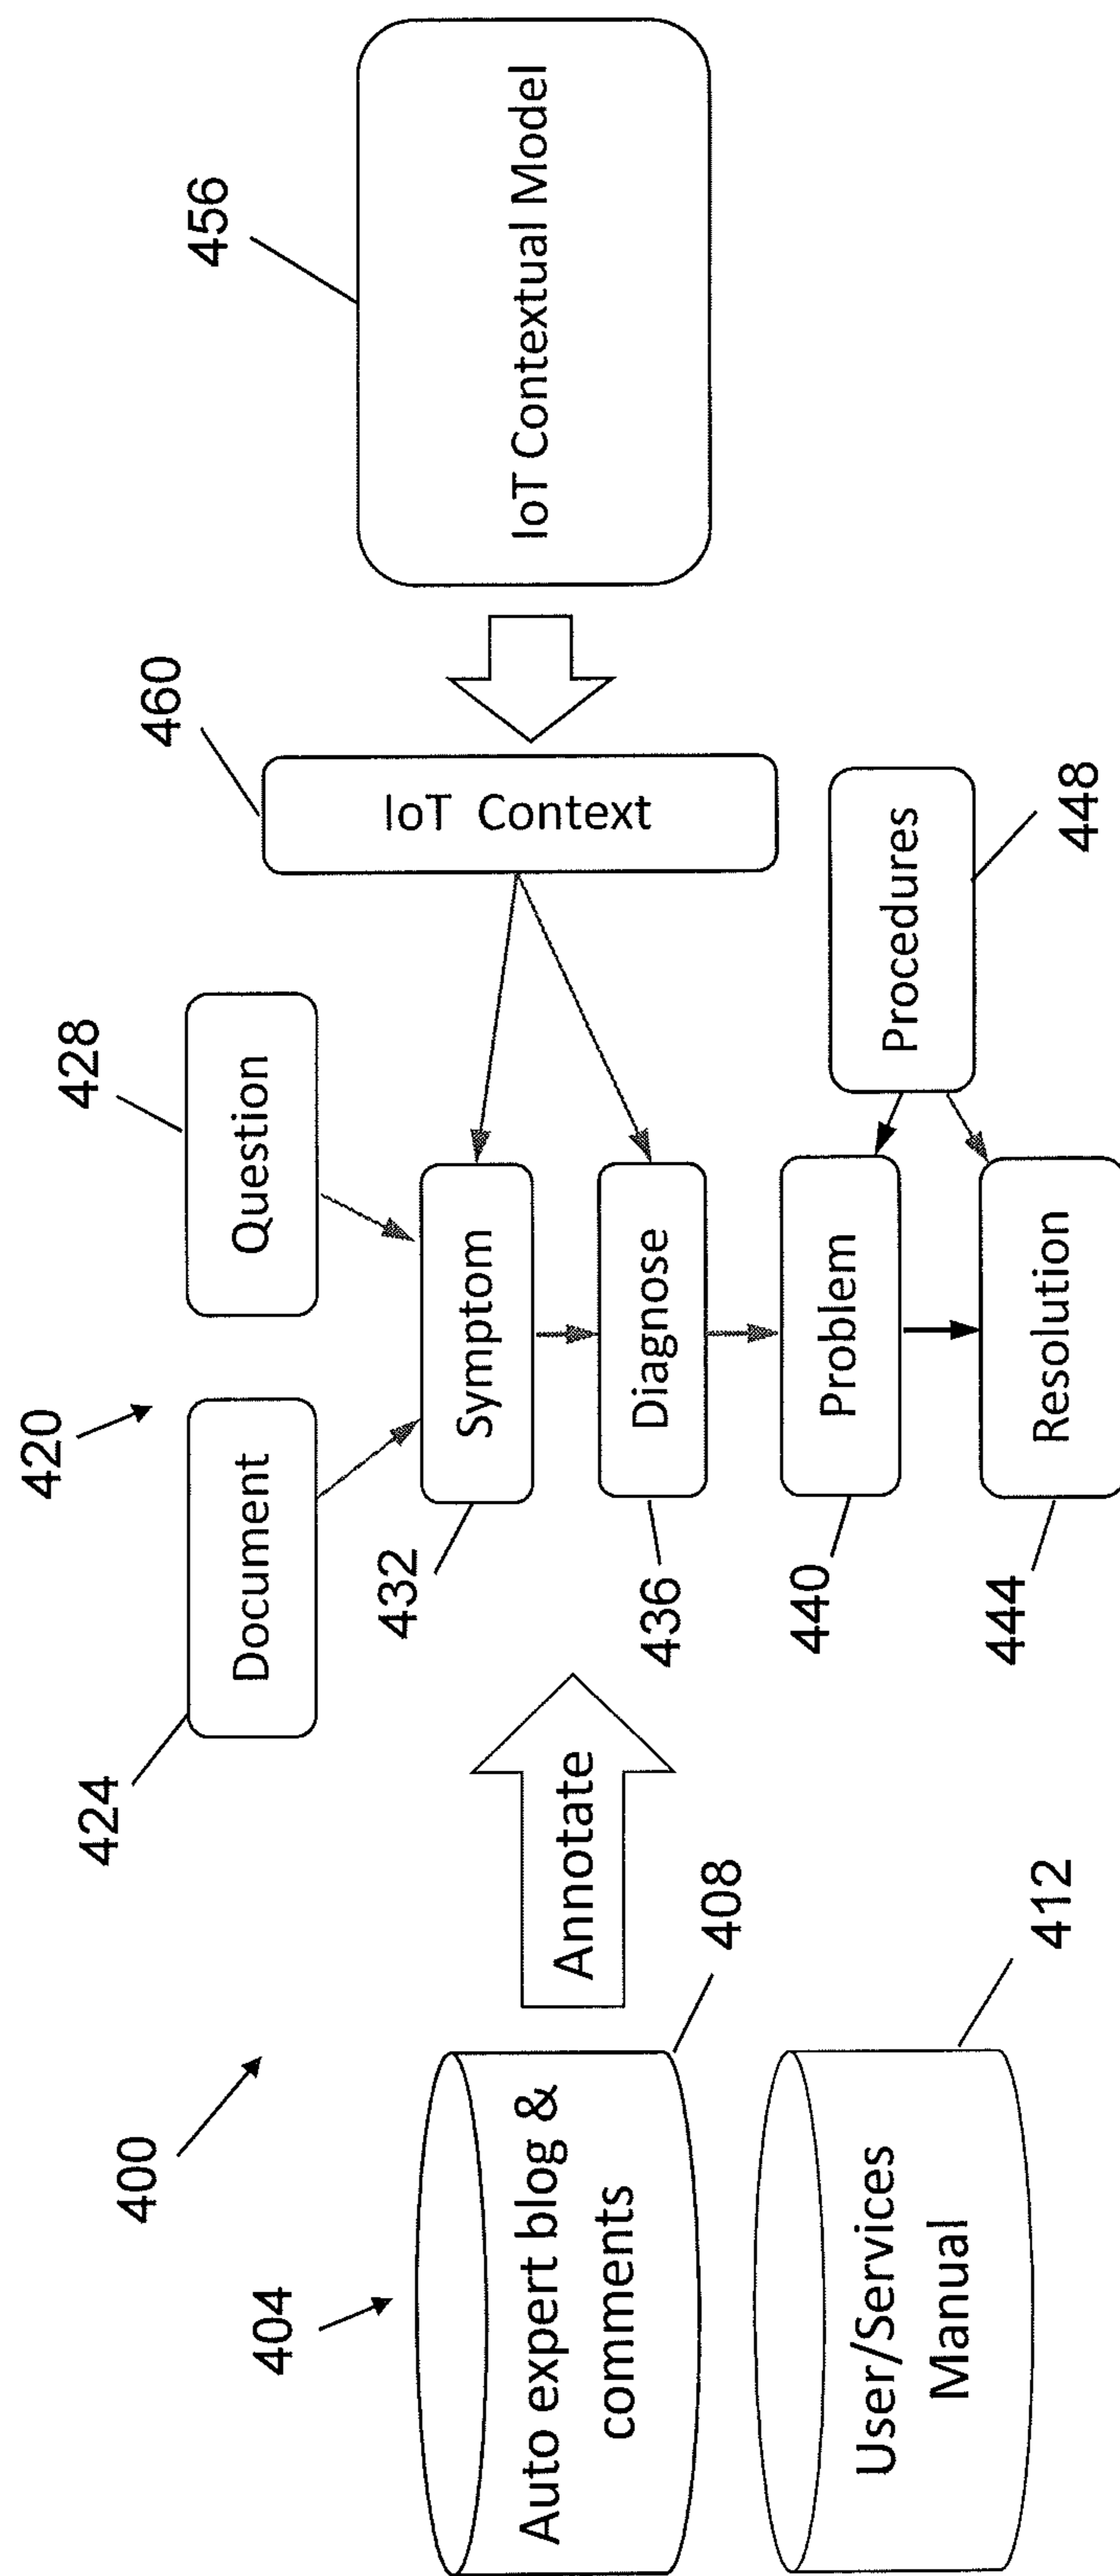 400
404
Auto expert blog &
comments
408
User/Services
Manual
412
Annotate
420
424
Document
428
Question
432
Symptom
436
Diagnose
440
Problem
444
Resolution
448
Procedures
460
IoT Context
456
IoT Contextual Model